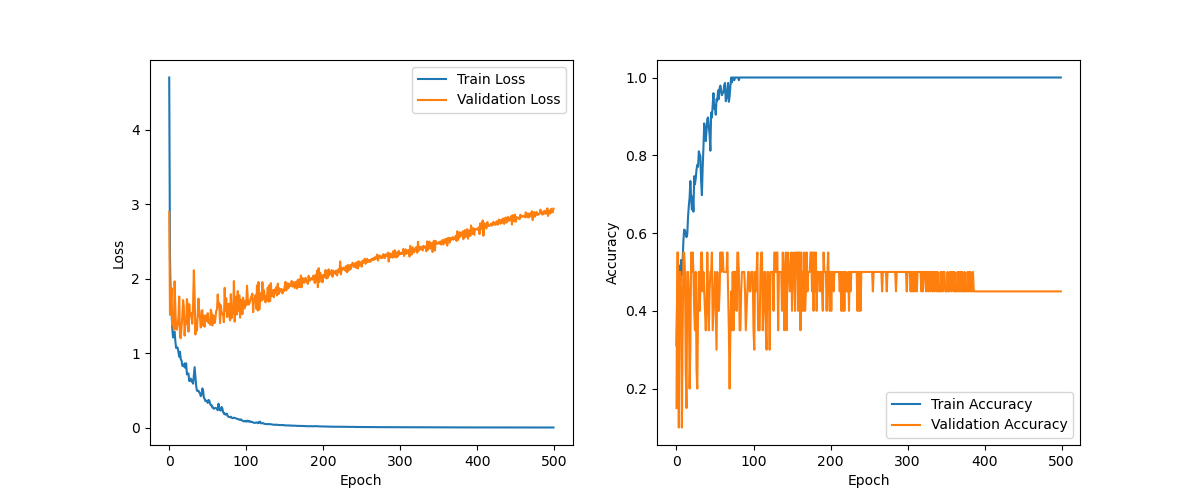 Train Loss
Validation Loss
4
3
2
1
0
0 100 200 300 400 500
Epoch
Loss
1.0
0.8
0.6
0.4
0.2
Train Accuracy
Validation Accuracy
0 100 200 300 400 500
Epoch
Accuracy